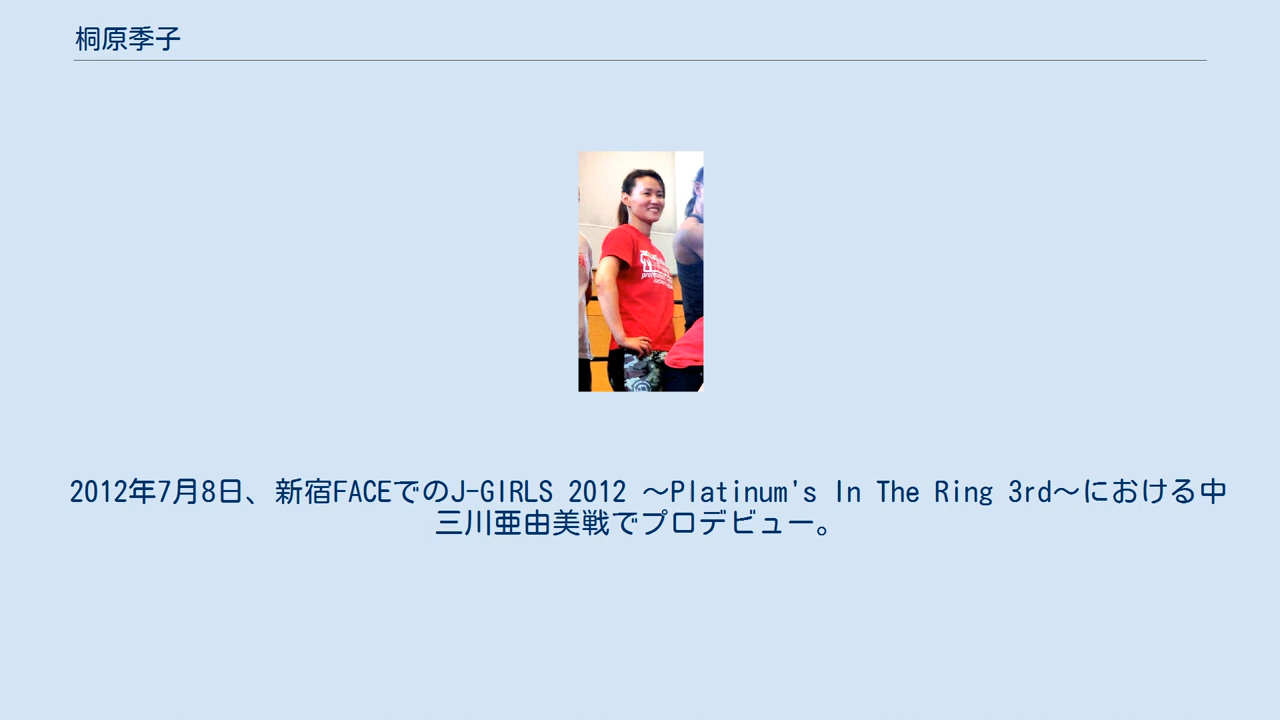 桐原季子
2012年7月8日、新宿FACEでのJ-GIRLS 2012 ～Platinum's In The Ring 3rd～における中
三川亜由美戦でプロデビュー。